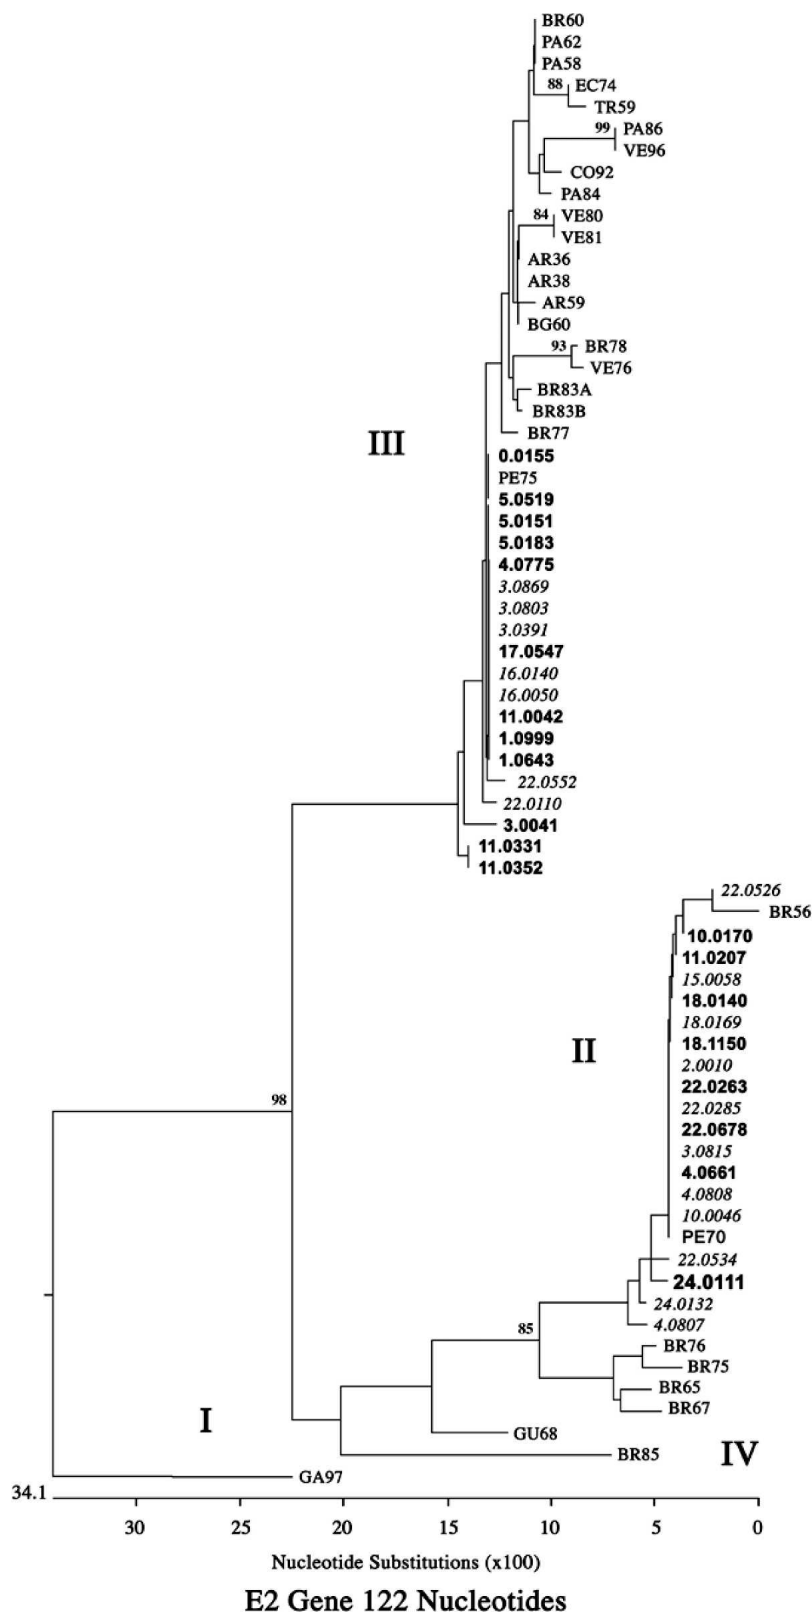 BR60
PA62
PA58
88 EC74
TR59
99 PA86
VE96
CO92
PA84
84 VE80
VE81
AR36
AR38
AR59
BG60
93 BR78
VE76
BR83A
BR83B
BR77
III
0.0155
PE75
5.0519
5.0151
5.0183
4.0775
3.0869
3.0803
3.0391
17.0547
16.0140
16.0050
11.0042
1.0999
1.0643
22.0552
22.0110
3.0041
11.0331
11.0352
22.0526
BR56
10.0170
11.0207
15.0058
18.0140
18.0169
II
18.1150
2.0010
22.0263
22.0285
98
22.0678
3.0815
4.0661
4.0808
10.0046
PE70
22.0534
24.0111
24.0132
4.0807
85
BR76
BR75
BR65
BR67
I
GU68
IV
BR85
GA97
34.1
30 25 20 15 10 5 0
Nucleotide Substitutions (x100)
E2 Gene 122 Nucleotides